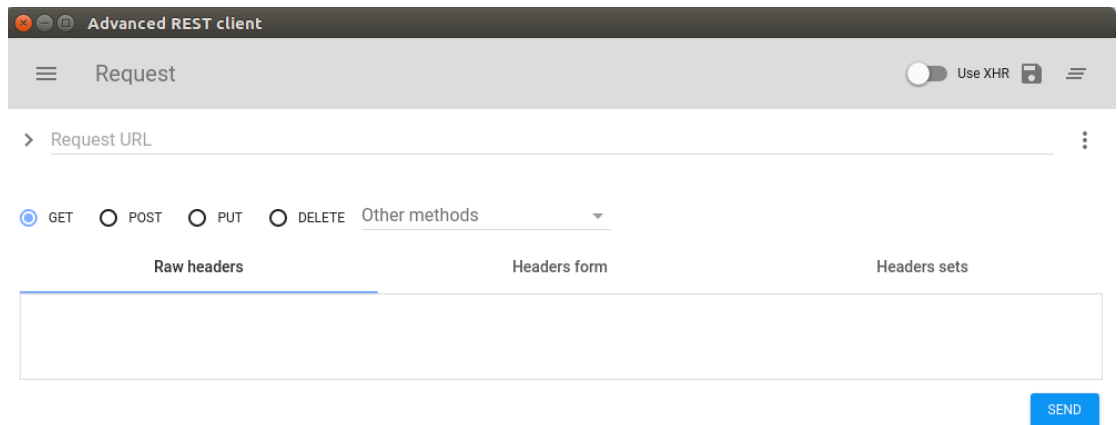 Advanced REST client
Request Use XHR
Request URL
GET POST PUT DELETE Other methods
Raw headers Headers form Headers sets
SEND